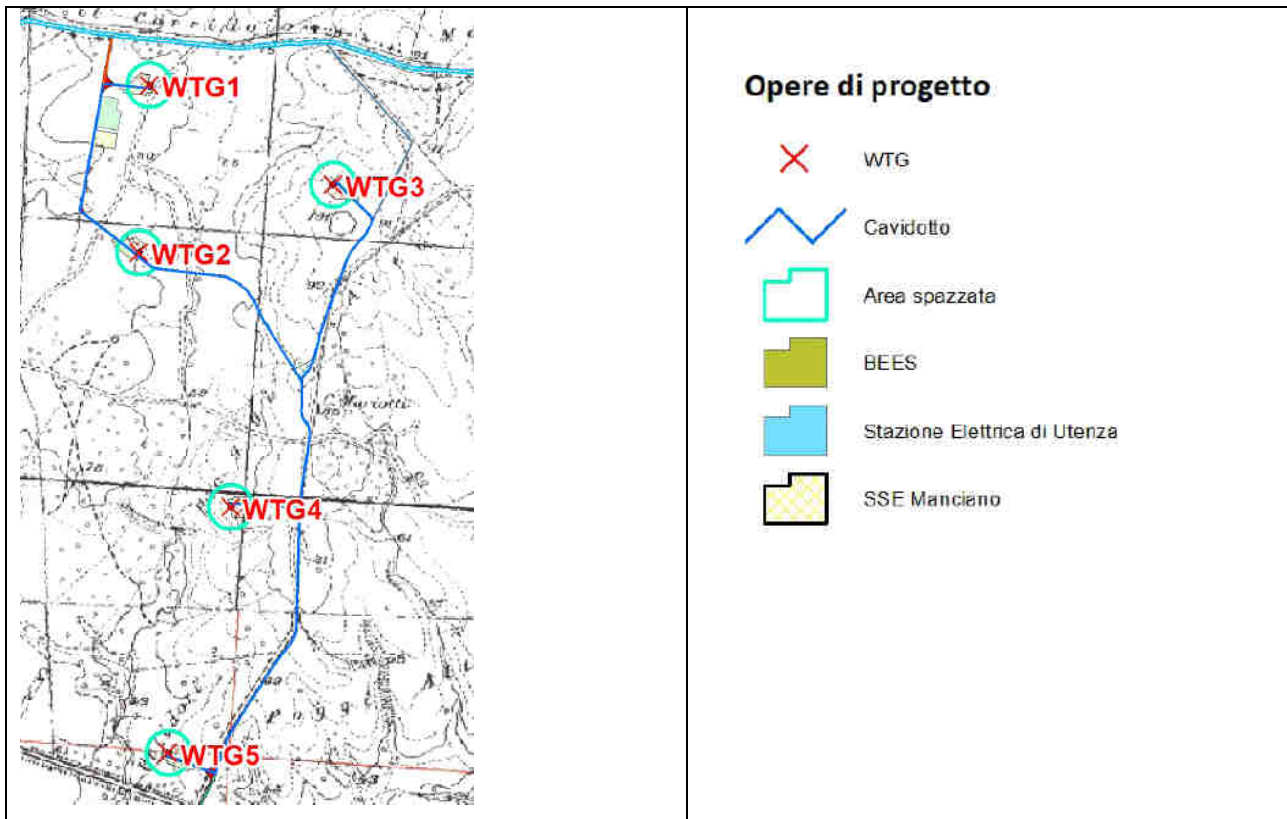 WTG1
WTG3
WTG2
C. Mariotti
WTG4
WTG5
Opere di progetto
WTG
Cavidotto
Area spazzata
BEES
Stazione Elettrica di Utenza
SSE Manciano